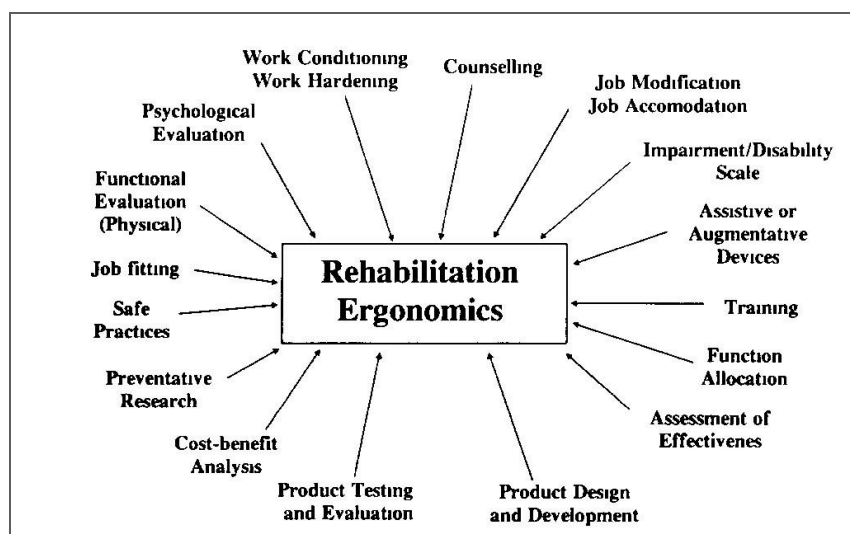 Work Conditioning
Work Hardening
Counselling
Job Modification
Job Accomodation
Psychological
Evaluation
Impairment/Disability
Scale
Functional
Evaluation
(Physical)
Assistive or
Augmentative
Devices
Rehabilitation
Ergonomics
Job fitting
Training
Safe
Practices
Function
Allocation
Preventative
Research
Assessment of
Effectivenes
Cost-benefit
Analysis
Product Testing
and Evaluation
Product Design
and Development